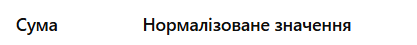 Сума Нормалізоване значення